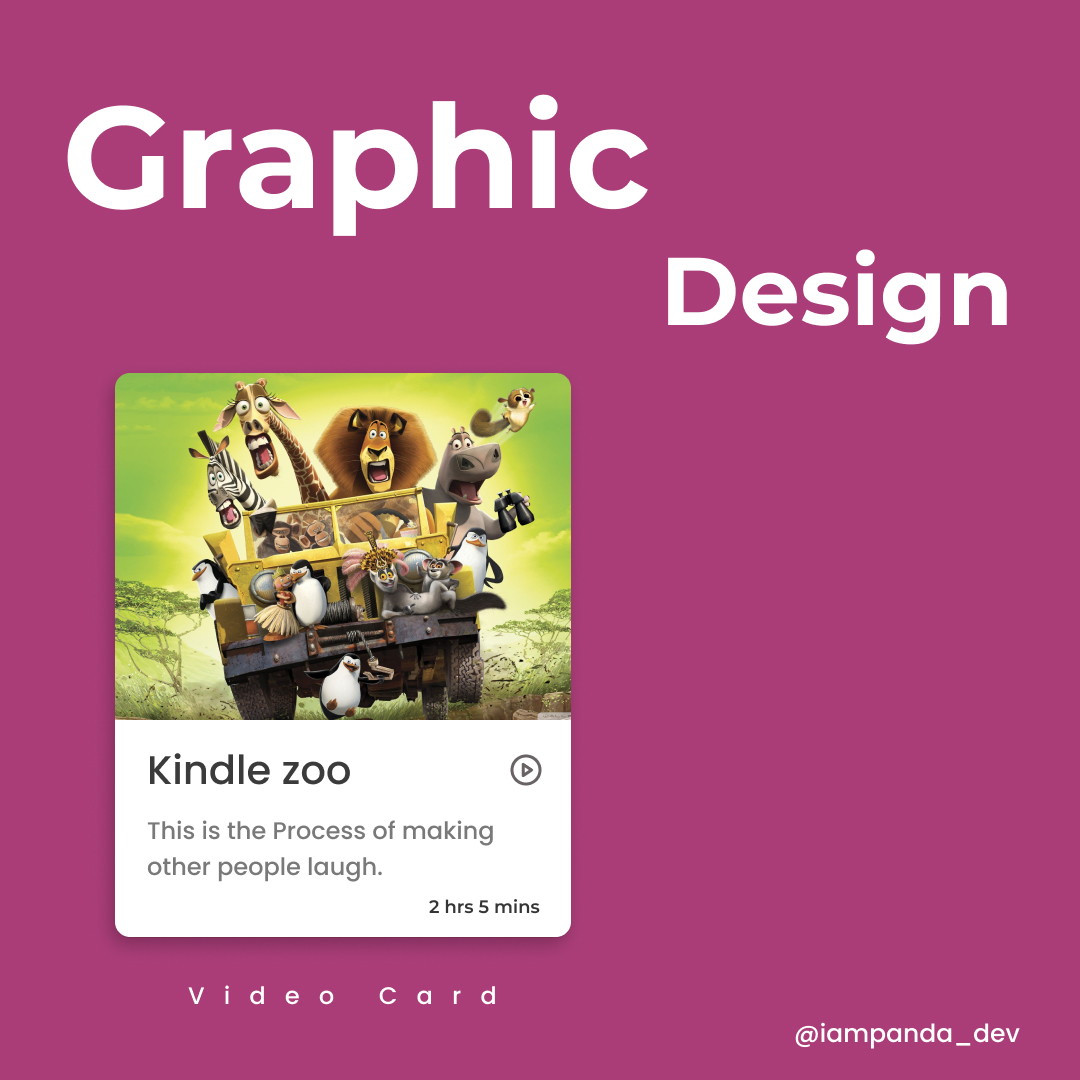 Graphic
Design
Kindle zoo
This is the Process of making
other people laugh.
2 hrs 5 mins
Video Card
@iampanda_dev